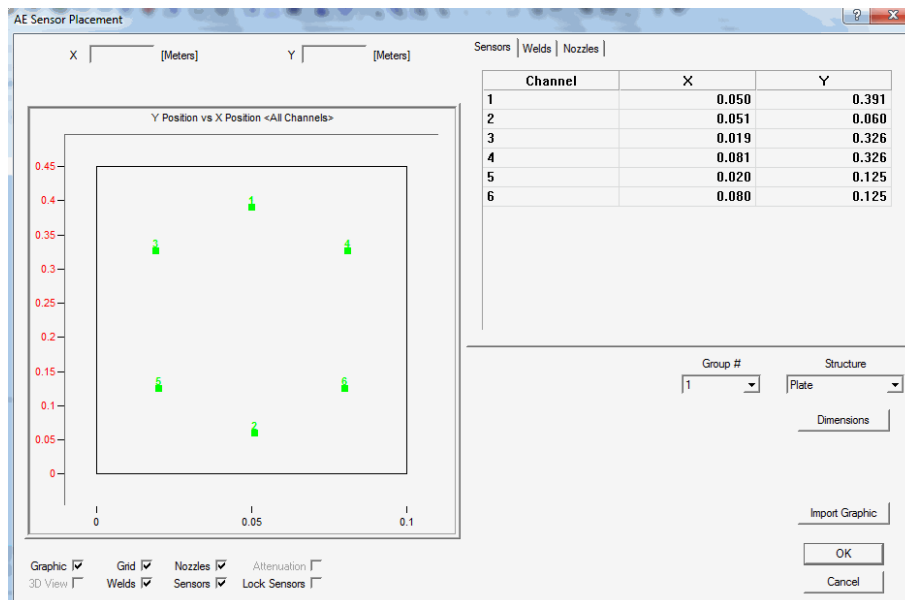 AE Sensor Placement
X [Meters] Y [Meters]
Sensors Welds Nozzles
Channel X Y
1 0.050 0.391
2 0.051 0.060
3 0.019 0.326
4 0.081 0.326
5 0.020 0.125
6 0.080 0.125
Y Position vs X Position <All Channels>
0.45
0.4
0.35
0.3
0.25
0.2
0.15
0.1
0.05
0
1
3
4
5
6
2
0 0.05 0.1
Group # Structure
1 Plate
Dimensions
Import Graphic
OK
Cancel
Graphic Grid Nozzles Attenuation
3D View Welds Sensors Lock Sensors